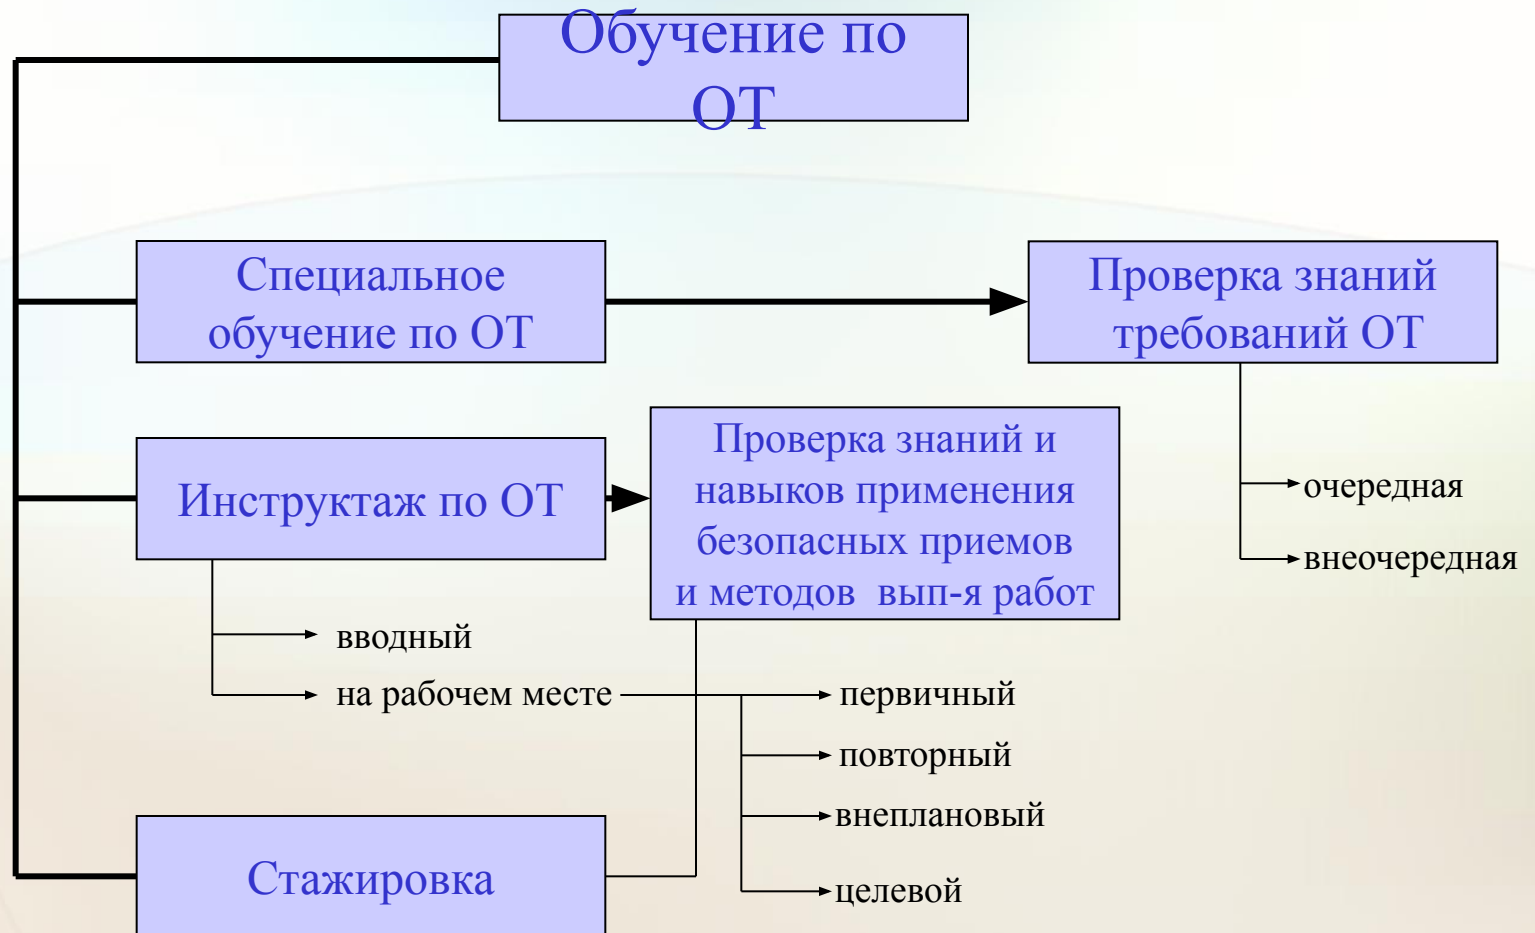 Обучение по
ОТ
Специальное
обучение по ОТ
Проверка знаний
требований ОТ
очередная
внеочередная
Инструктаж по ОТ
Проверка знаний и
навыков применения
безопасных приемов
и методов вып-я работ
вводный
на рабочем месте
первичный
повторный
внеплановый
целевой
Стажировка